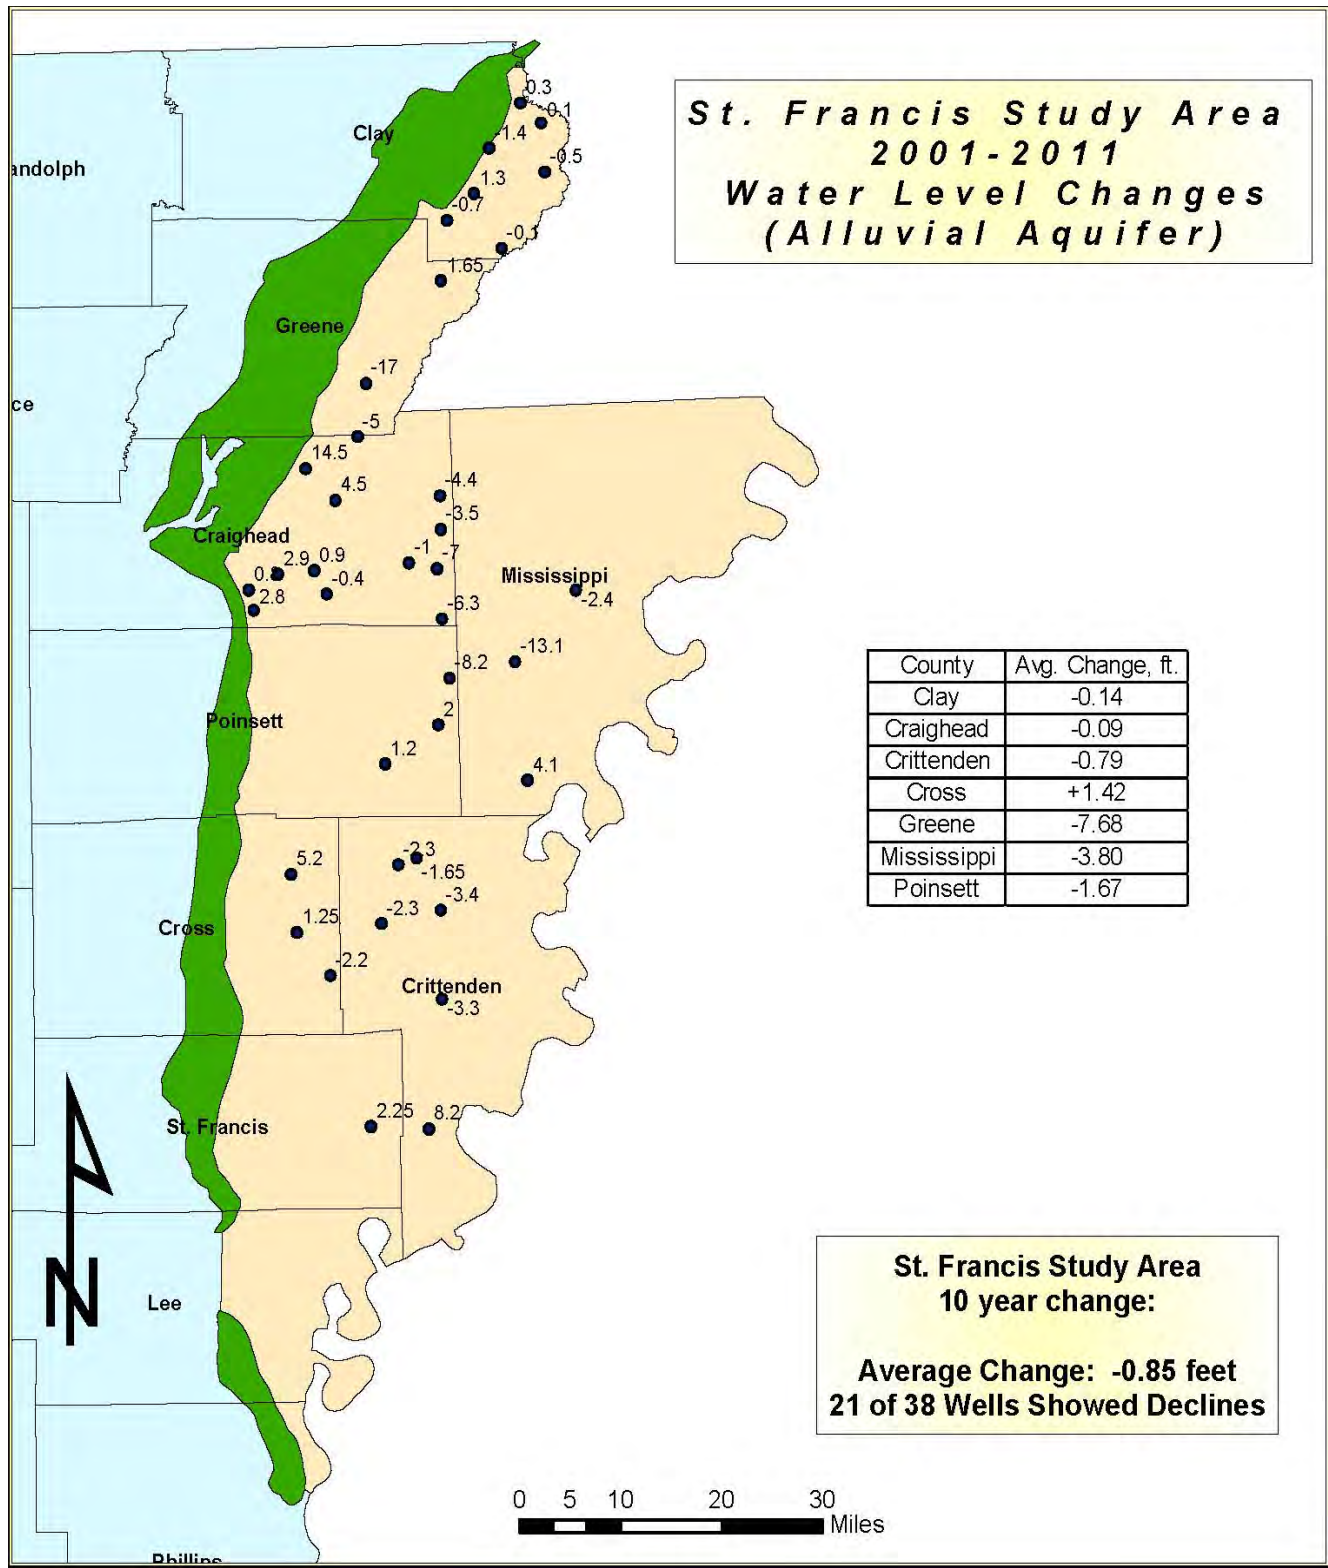 St. Francis Study Area
2001-2011
Water Level Changes
(Alluvial Aquifer)
0.3
0.1
Clay
-1.4
-0.5
andolph
1.3
-0.7
-0.1
1.65
Greene
-17
ce
-5
14.5
4.5
-4.4
-3.5
Craighead
-1
-7
2.9
0.9
0.8
-0.4
2.8
Mississippi
-2.4
-6.3
-13.1
-8.2
Poinsett
2
1.2
4.1
County Avg. Change, ft.
Clay -0.14
Craighead -0.09
Crittenden -0.79
Cross +1.42
Greene -7.68
Mississippi -3.80
Poinsett -1.67
5.2
-2.3
-1.65
-3.4
1.25
-2.3
Cross
-2.2
Crittenden
-3.3
2.25
8.2
St. Francis
N
Lee
St. Francis Study Area
10 year change:
Average Change: -0.85 feet
21 of 38 Wells Showed Declines
0 5 10 20 30
Miles
Phillips